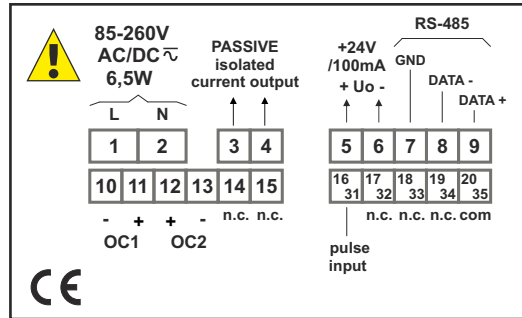 85-260V
AC/DC
6,5W
L N
PASSIVE
isolated
current output
+24V
/100mA
+ Uo -
RS-485
GND
DATA -
DATA +
1 2 3 4 5 6 7 8 9
10 11 12 13 14 15 16 31 17 32 18 33 19 34 20 35
- + + - n.c. n.c. n.c. n.c. n.c. com
OC1 OC2
pulse
input
CE